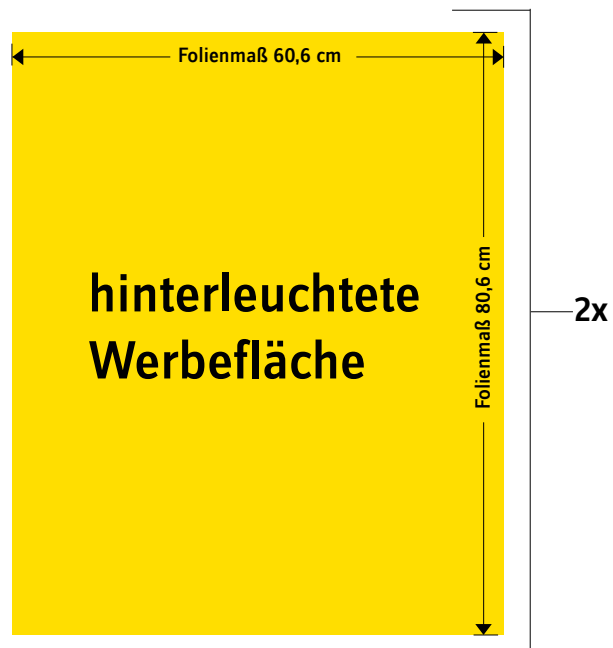 Folienmaß 60,6 cm
hinterleuchtete
Werbefläche
Folienmaß 80,6 cm
2x